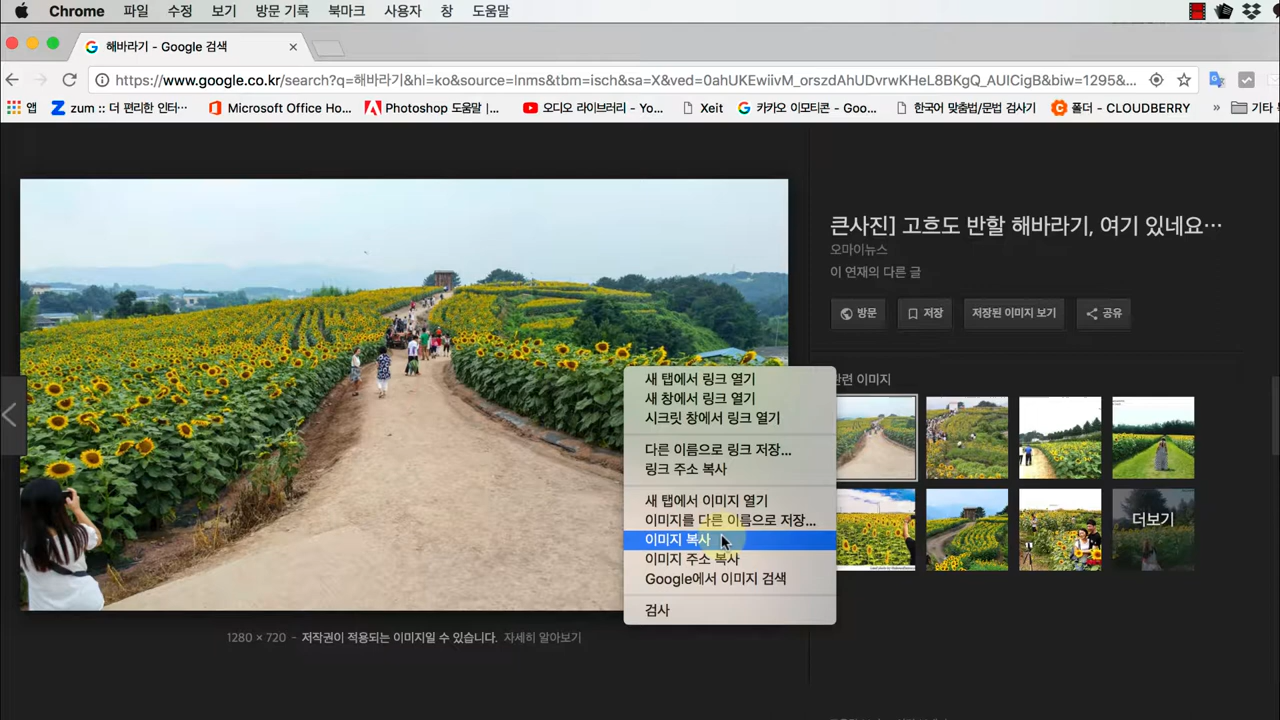 Chrome 파일 수정 보기 방문 기록 북마크 사용자 창 도움말
해바라기 - Google 검색
https://www.google.co.kr/search?q=해바라기&hl=ko&source=lnms&tbm=isch&sa=X&ved=0ahUKEwiivM_orszdAhUDvrwKHeL8BKgQ_AUICigB&biw=1295&...
앱 zum :: 더 편리한 인터… Microsoft Office Ho... Photoshop 도움말 |... 오디오 라이브러리 - Yo... Xeit 카카오 이모티콘 - Goo... 한국어 맞춤법/문법 검사기 폴더 - CLOUDBERRY » 기타
큰사진] 고흐도 반할 해바라기, 여기 있네요…
오마이뉴스
이 연재의 다른 글
방문 저장 저장된 이미지 보기 공유
새 탭에서 링크 열기
새 창에서 링크 열기
시크릿 창에서 링크 열기
다른 이름으로 링크 저장...
링크 주소 복사
새 탭에서 이미지 열기
이미지를 다른 이름으로 저장...
이미지 복사
이미지 주소 복사
Google에서 이미지 검색
검사
이미지
더보기
1280 × 720 - 저작권이 적용되는 이미지일 수 있습니다. 자세히 알아보기